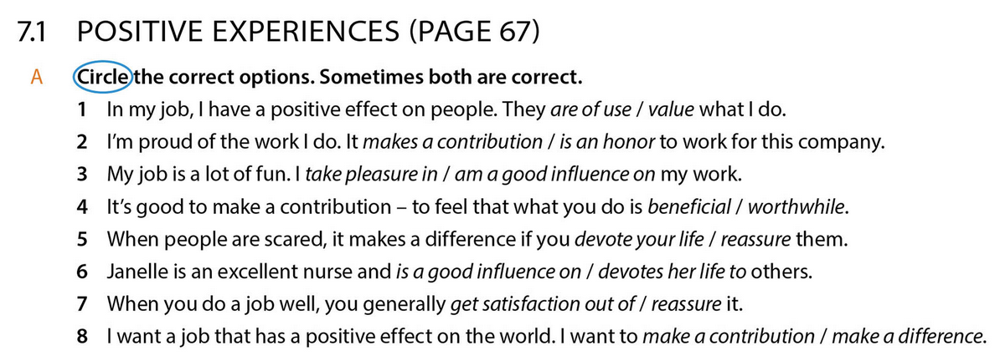 7.1 POSITIVE EXPERIENCES (PAGE 67)
A Circle the correct options. Sometimes both are correct.
1 In my job, I have a positive effect on people. They are of use / value what I do.
2 I'm proud of the work I do. It makes a contribution / is an honor to work for this company.
3 My job is a lot of fun. I take pleasure in / am a good influence on my work.
4 It's good to make a contribution – to feel that what you do is beneficial / worthwhile.
5 When people are scared, it makes a difference if you devote your life / reassure them.
6 Janelle is an excellent nurse and is a good influence on / devotes her life to others.
7 When you do a job well, you generally get satisfaction out of / reassure it.
8 I want a job that has a positive effect on the world. I want to make a contribution / make a difference.